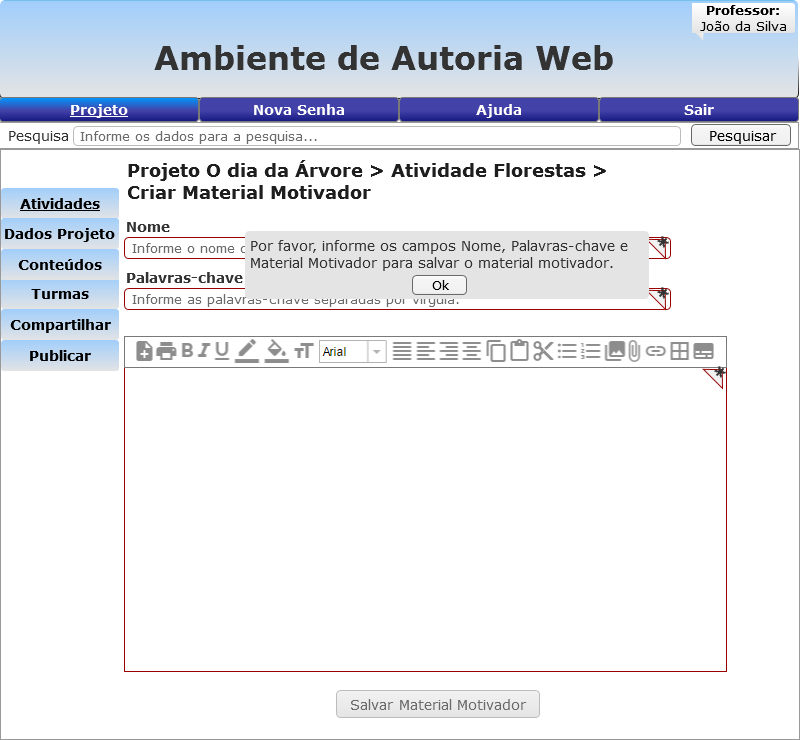 Professor:
João da Silva
Ambiente de Autoria Web
Projeto Nova Senha Ajuda Sair
Pesquisa Informe os dados para a pesquisa... Pesquisar
Projeto O dia da Árvore > Atividade Florestas >
Criar Material Motivador
Atividades
Dados Projeto
Conteúdos
Turmas
Compartilhar
Publicar
Nome
Informe o nome
Por favor, informe os campos Nome, Palavras-chave e
Material Motivador para salvar o material motivador.
Ok
Palavras-chave
Informe as palavras-chave separadas por vírgula.
B I U Arial
Salvar Material Motivador